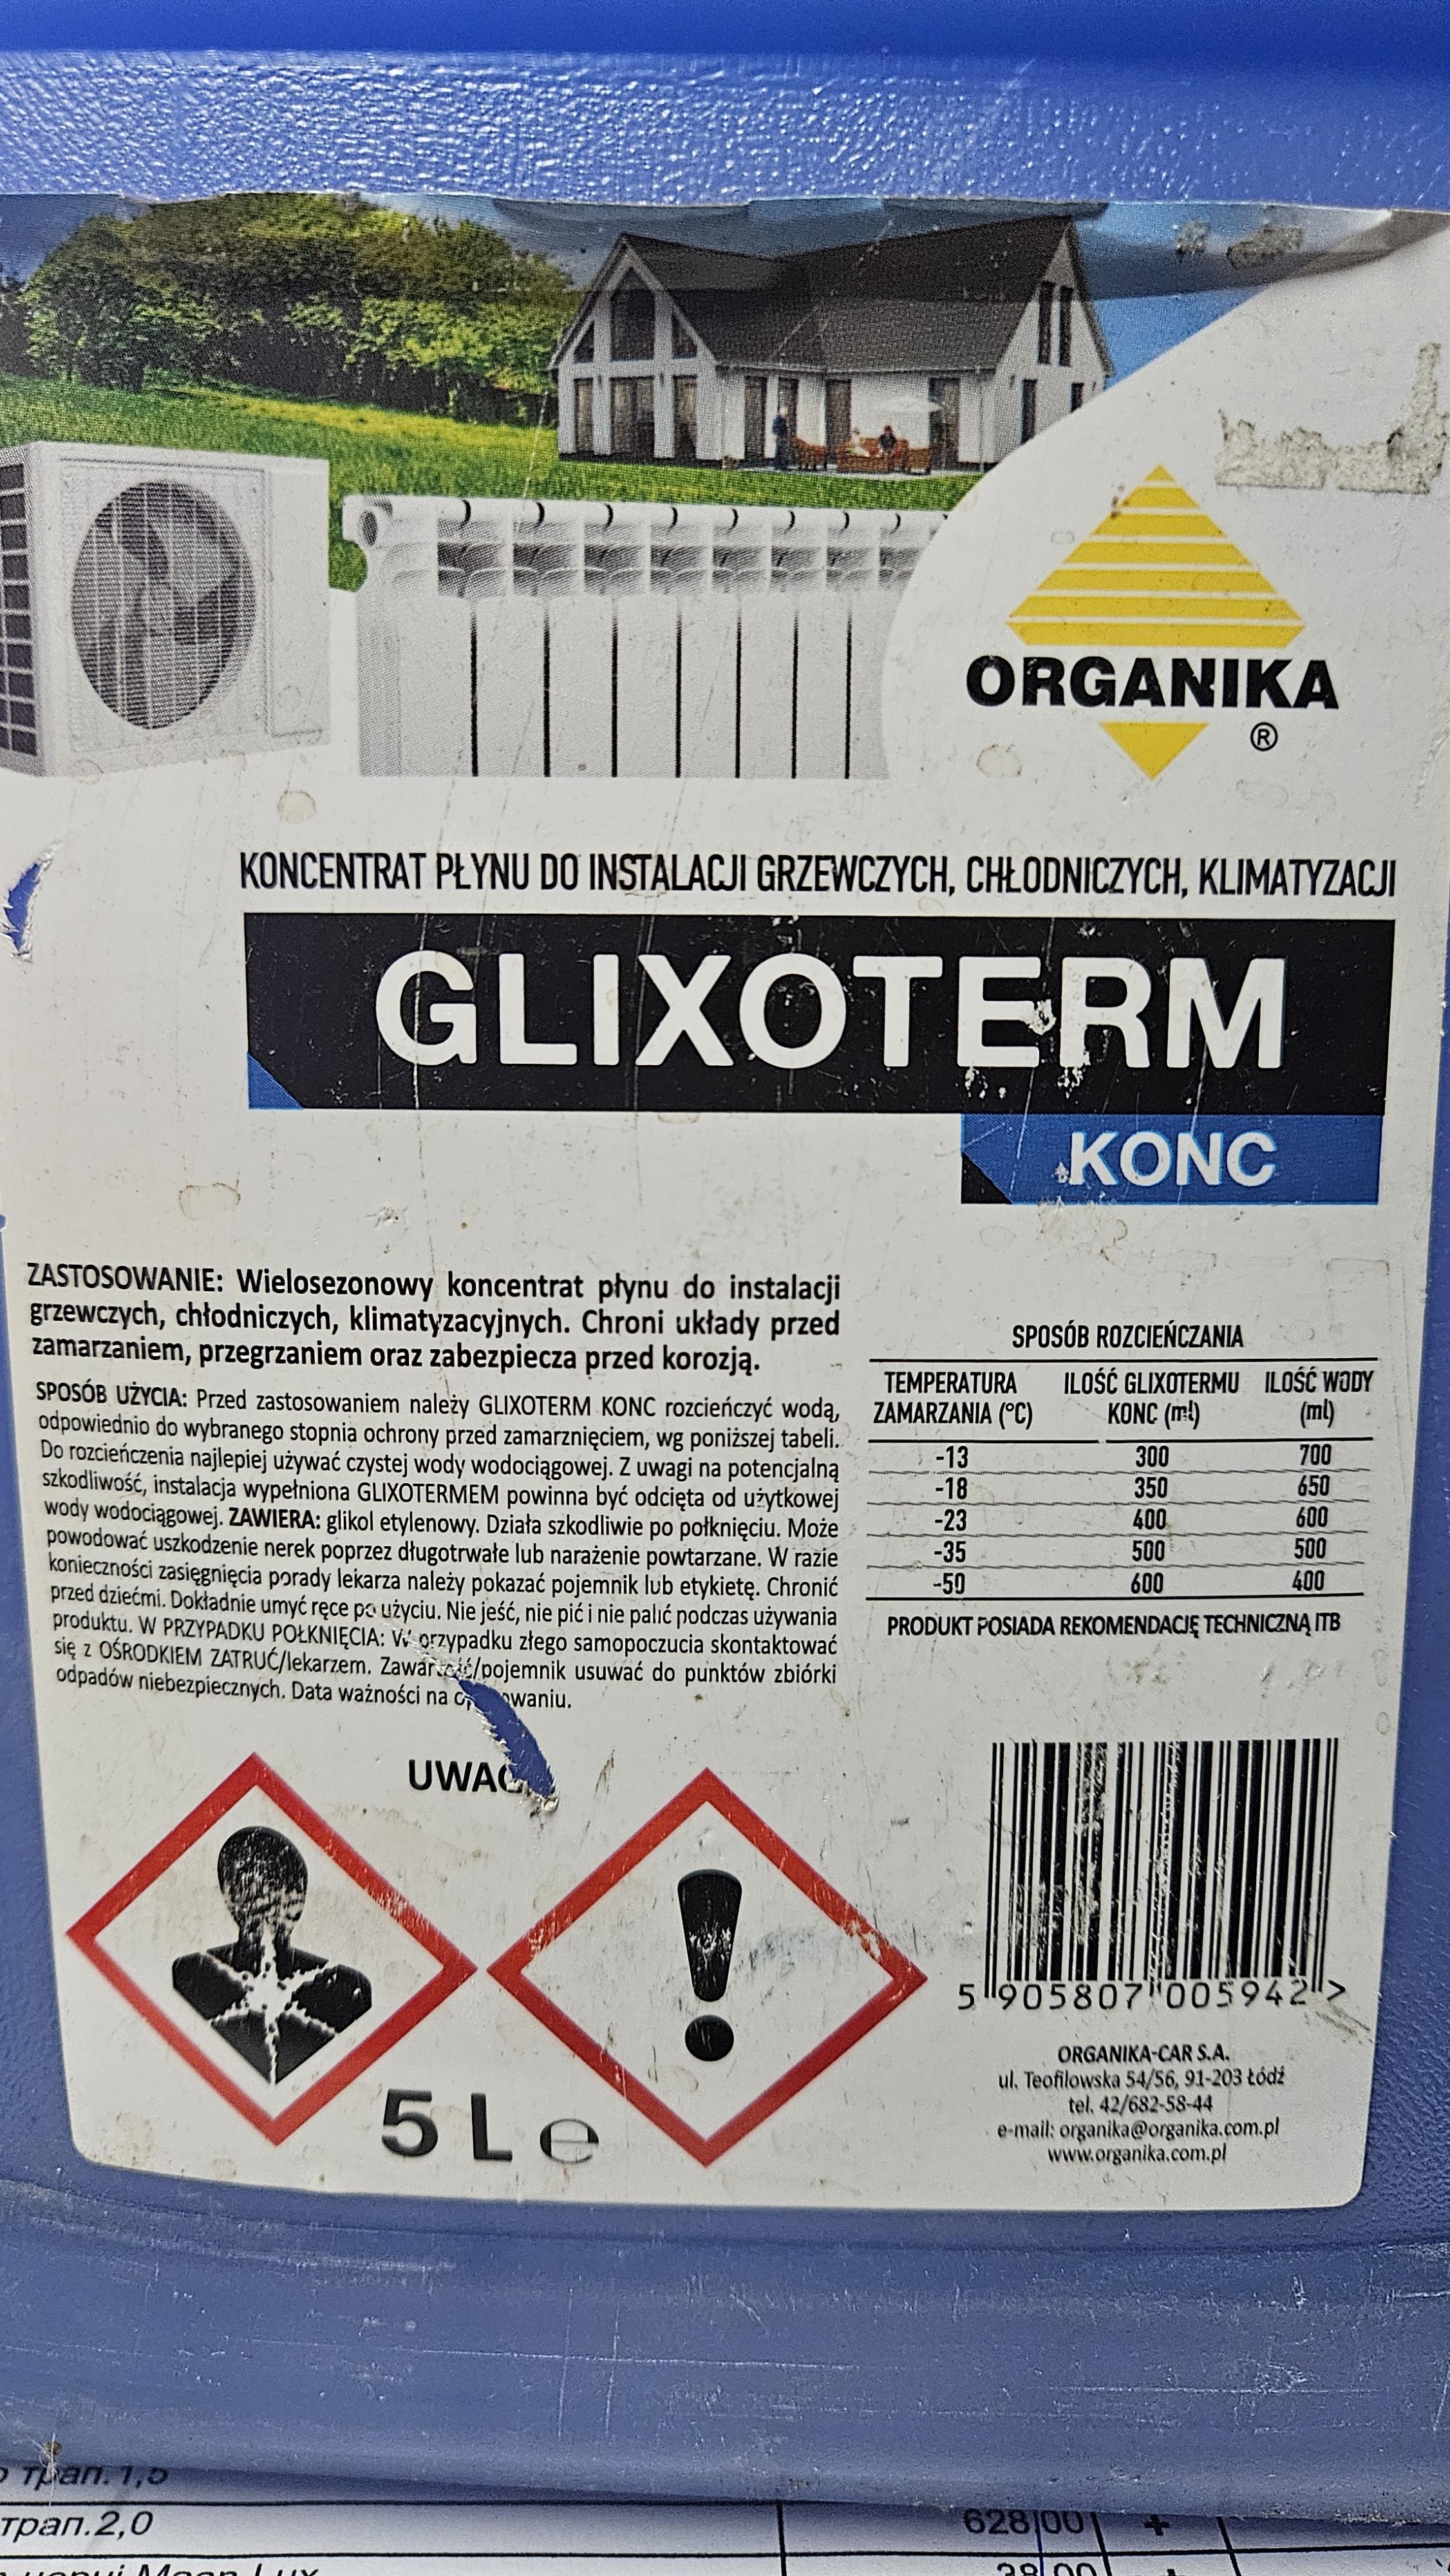 ORGANIKA
®
KONCENTRAT PŁYNU DO INSTALACJI GRZEWCZYCH, CHŁODNICZYCH, KLIMATYZACJI
GLIXOTERM
KONC
ZASTOSOWANIE: Wielosezonowy koncentrat płynu do instalacji
grzewczych, chłodniczych, klimatyzacyjnych. Chroni układy przed
zamarzaniem, przegrzaniem oraz zabezpiecza przed korozją.
SPOSÓB UŻYCIA: Przed zastosowaniem należy GLIXOTERM KONC rozcieńczyć wodą,
odpowiednio do wybranego stopnia ochrony przed zamarznięciem, wg poniższej tabeli.
Do rozcieńczenia najlepiej używać czystej wody wodociągowej. Z uwagi na potencjalną
szkodliwość, instalacja wypełniona GLIXOTERMEM powinna być odcięta od użytkowej
wody wodociągowej. ZAWIERA: glikol etylenowy. Działa szkodliwie po połknięciu. Może
powodować uszkodzenie nerek poprzez długotrwałe lub narażenie powtarzane. W razie
konieczności zasięgnięcia porady lekarza należy pokazać pojemnik lub etykietę. Chronić
przed dziećmi. Dokładnie umyć ręce po użyciu. Nie jeść, nie pić i nie palić podczas używania
produktu. W PRZYPADKU POŁKNIĘCIA: W przypadku złego samopoczucia skontaktować
się z OŚRODKIEM ZATRUĆ/lekarzem. Zawartość/pojemnik usuwać do punktów zbiórki
odpadów niebezpiecznych. Data ważności na opakowaniu.
SPOSÓB ROZCIEŃCZANIA
TEMPERATURA ZAMARZANIA (°C) ILOŚĆ GLIXOTERMU KONC (ml) ILOŚĆ WODY (ml)
-13 300 700
-18 350 650
-23 400 600
-35 500 500
-50 600 400
PRODUKT POSIADA REKOMENDACJĘ TECHNICZNĄ ITB
UWAG
5 L e
5 905807 005942 >
ORGANIKA-CAR S.A.
ul. Teofilowska 54/56, 91-203 Łódź
tel. 42/682-58-44
e-mail: organika@organika.com.pl
www.organika.com.pl
трап.1,5
трап.2,0 628,00 +